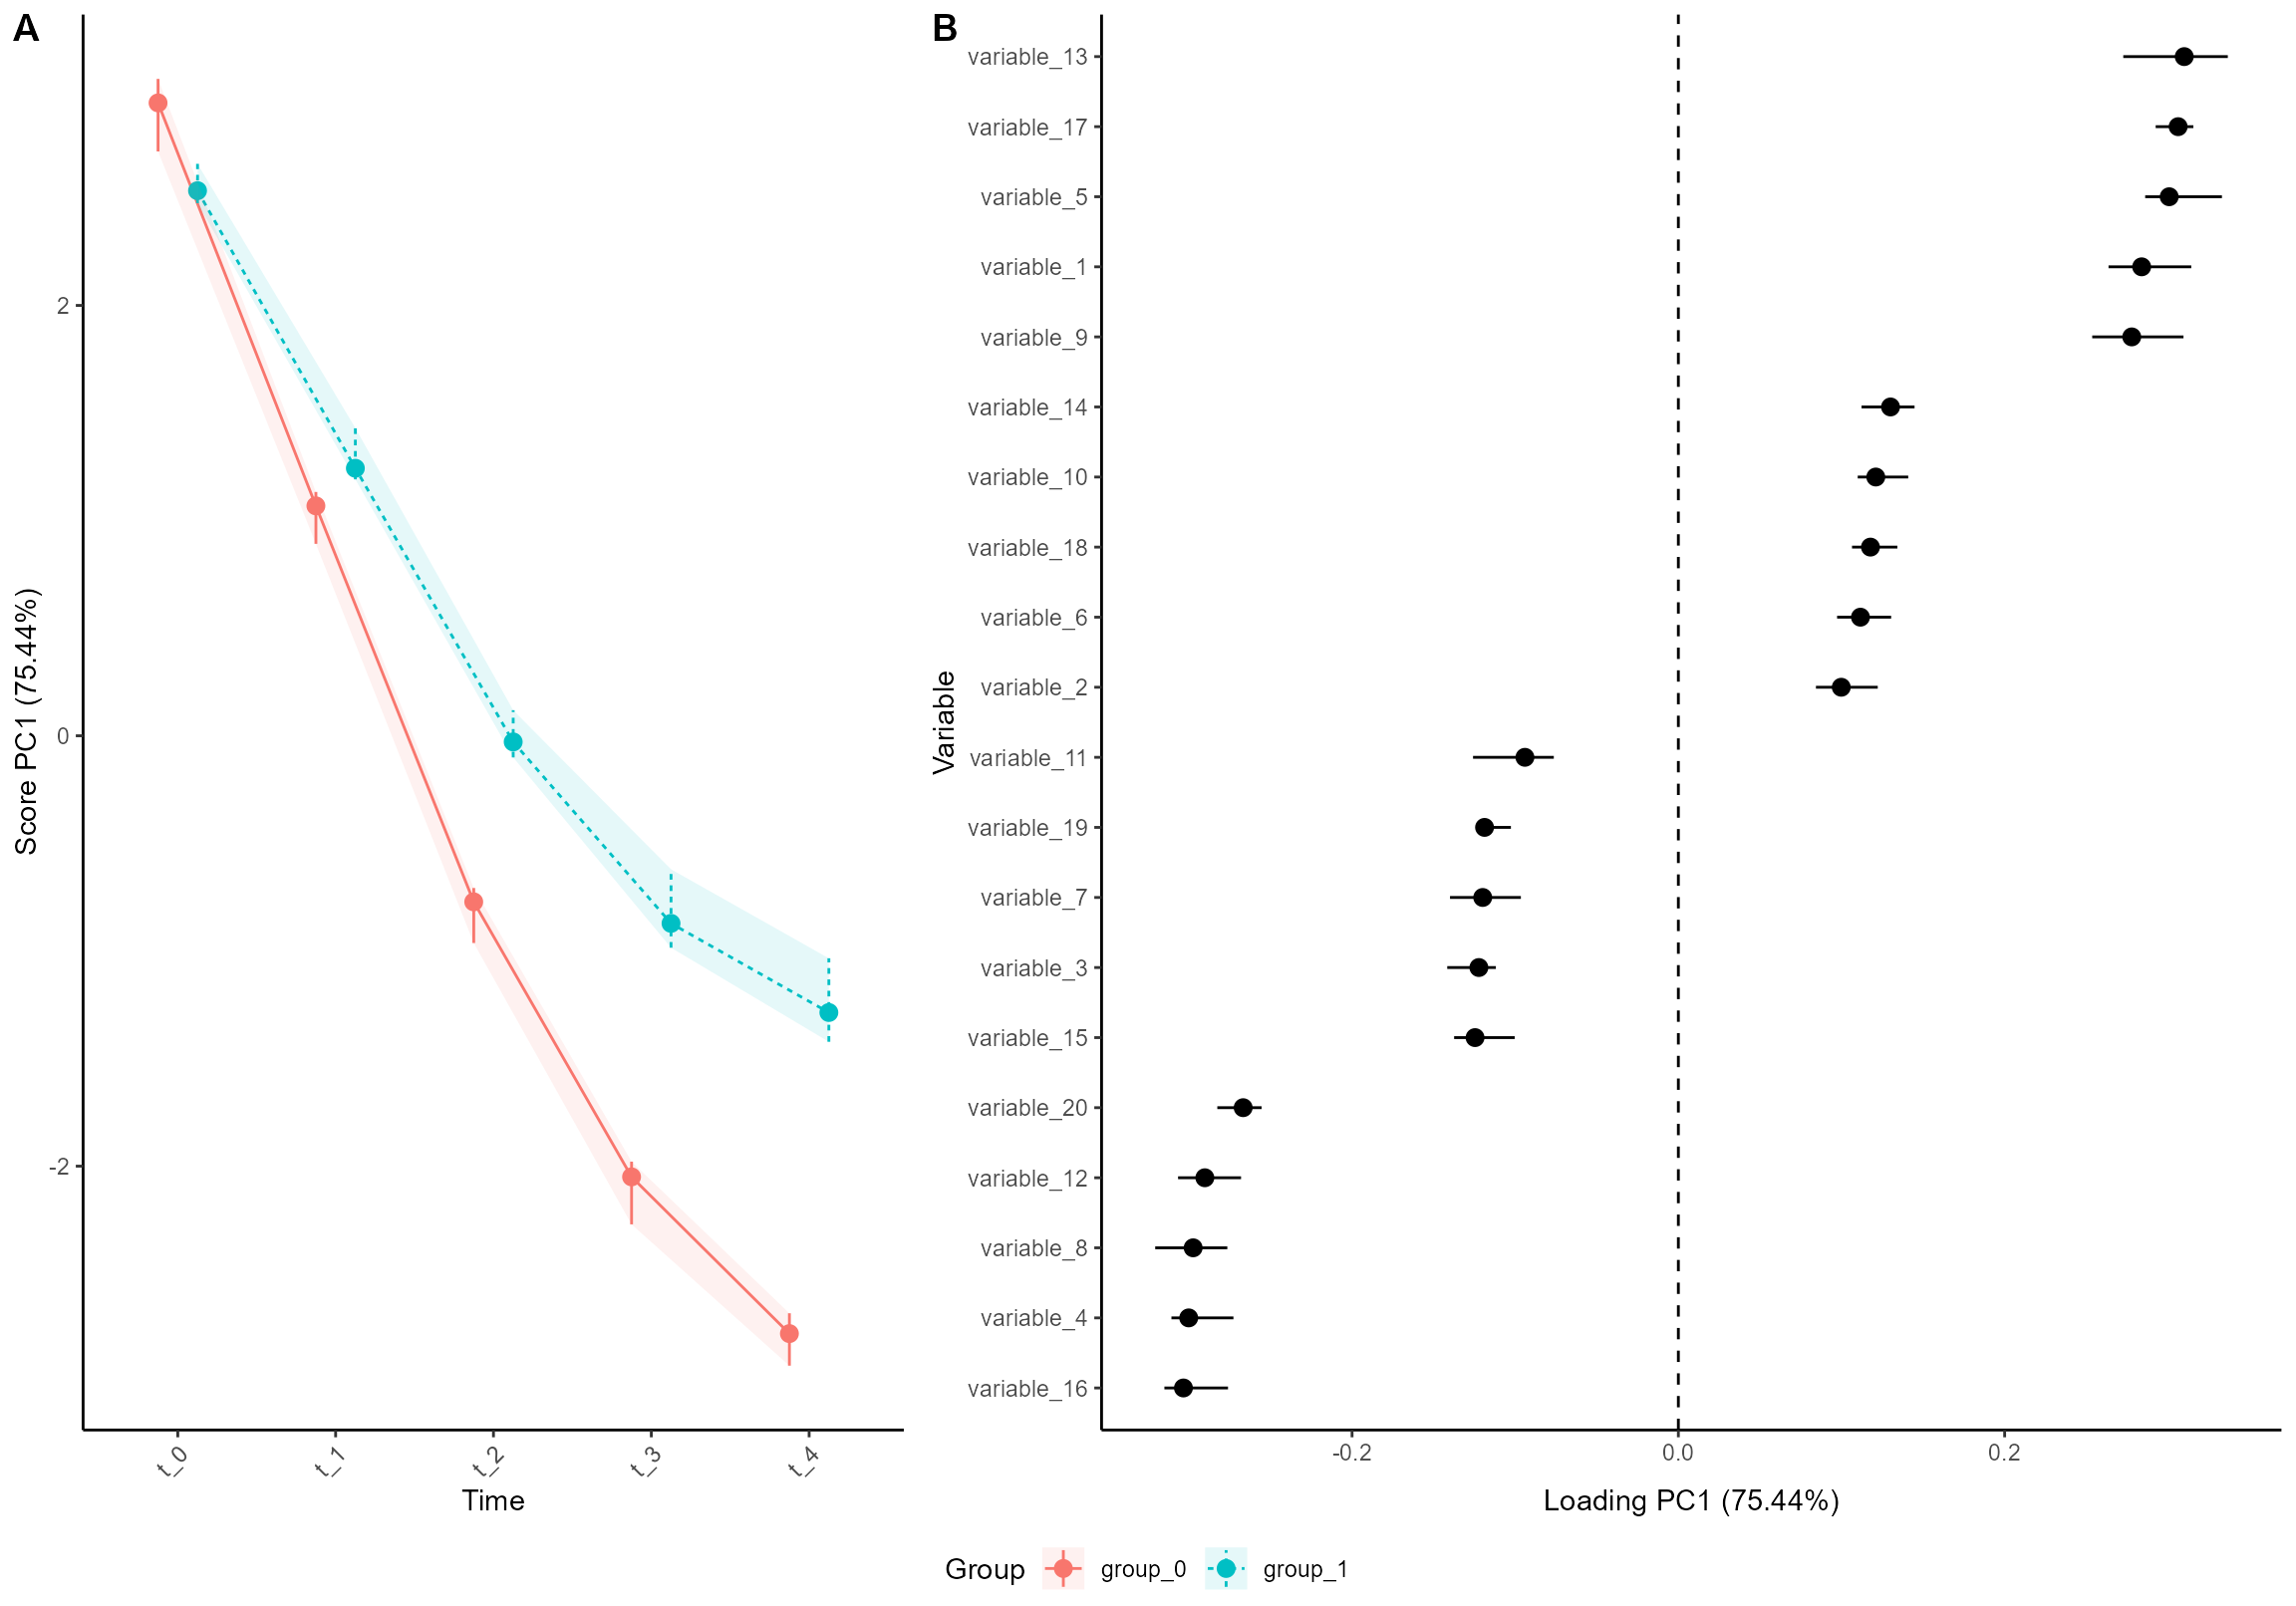 A
Score PC1 (75.44%)
2
0
-2
t_0
t_1
t_2
t_3
t_4
Time
B
Variable
variable_13
variable_17
variable_5
variable_1
variable_9
variable_14
variable_10
variable_18
variable_6
variable_2
variable_11
variable_19
variable_7
variable_3
variable_15
variable_20
variable_12
variable_8
variable_4
variable_16
-0.2
0.0
0.2
Loading PC1 (75.44%)
Group group_0 group_1